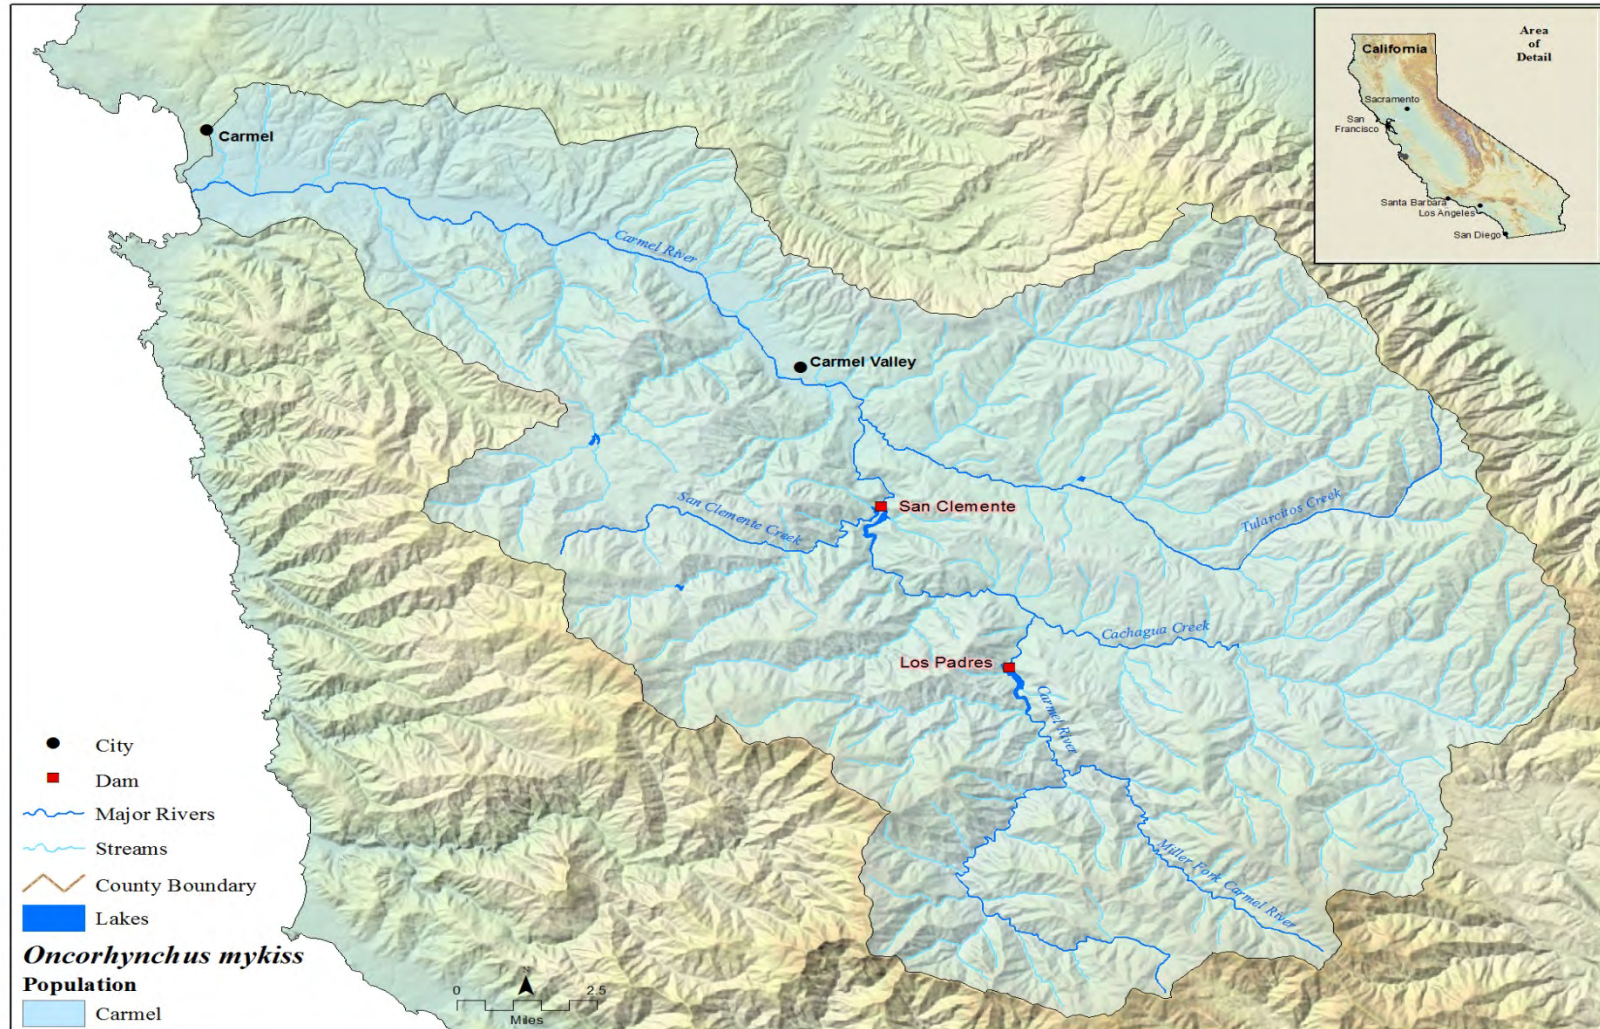 Area
of
Detail
California
Sacramento
San
Francisco
Santa Barbara
Los Angeles
San Diego
Carmel
Carmel River
Carmel Valley
San Clemente
San Clemente Creek
Tularcitos Creek
Cachagua Creek
Los Padres
Carmel River
Miller Fork Carmel River
City
Dam
Major Rivers
Streams
County Boundary
Lakes
Oncorhynchus mykiss
Population
Carmel
N
0 2.5
Miles